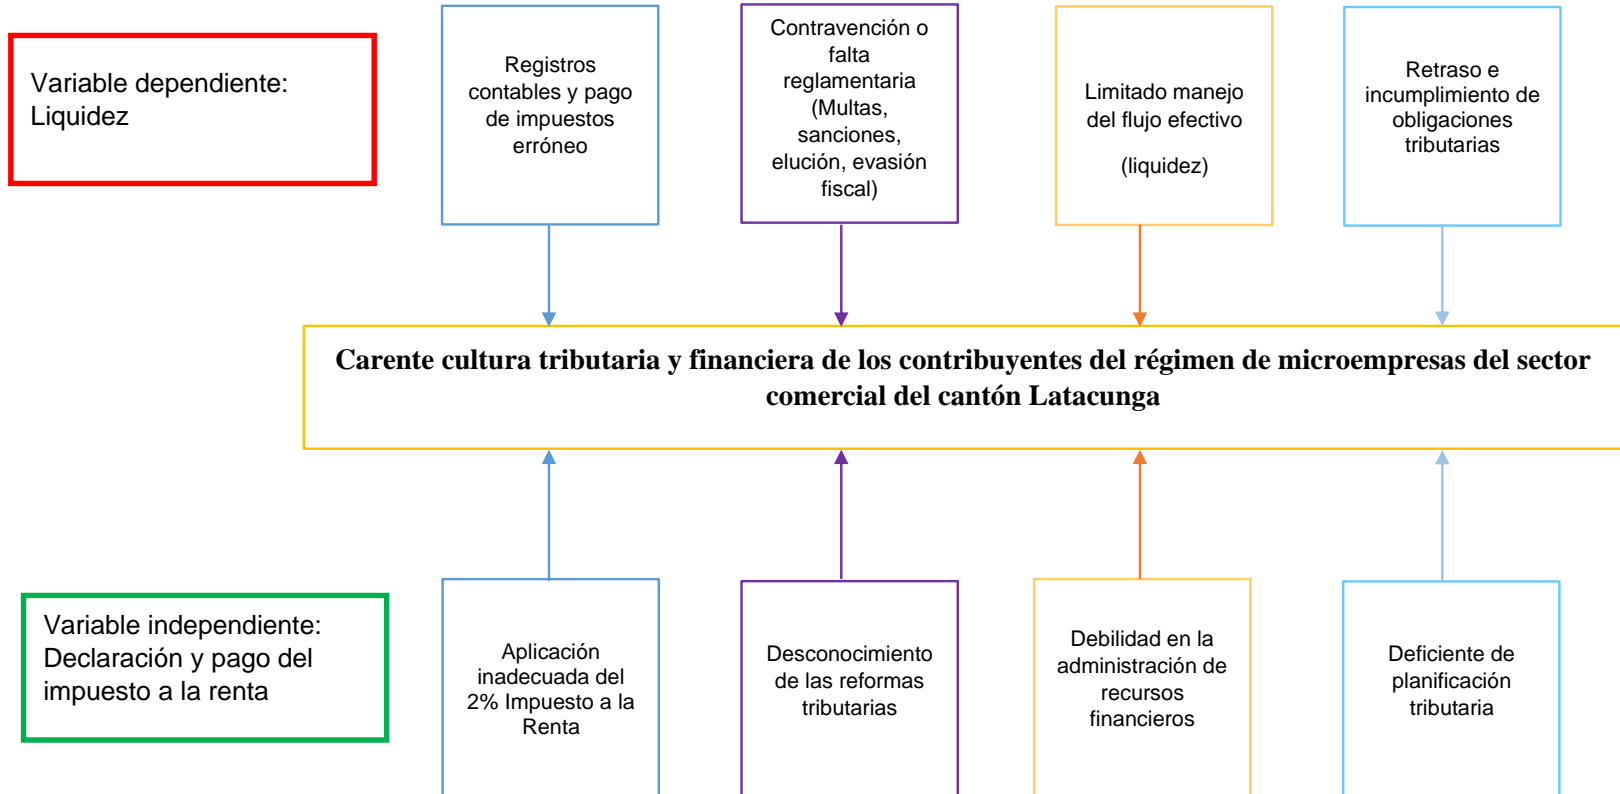 Variable dependiente:
Liquidez
Registros
contables y pago
de impuestos
erróneo
Contravención o
falta
reglamentaria
(Multas,
sanciones,
elución, evasión
fiscal)
Limitado manejo
del flujo efectivo
(liquidez)
Retraso e
incumplimiento de
obligaciones
tributarias
Carente cultura tributaria y financiera de los contribuyentes del régimen de microempresas del sector
comercial del cantón Latacunga
Variable independiente:
Declaración y pago del
impuesto a la renta
Aplicación
inadecuada del
2% Impuesto a la
Renta
Desconocimiento
de las reformas
tributarias
Debilidad en la
administración de
recursos
financieros
Deficiente de
planificación
tributaria